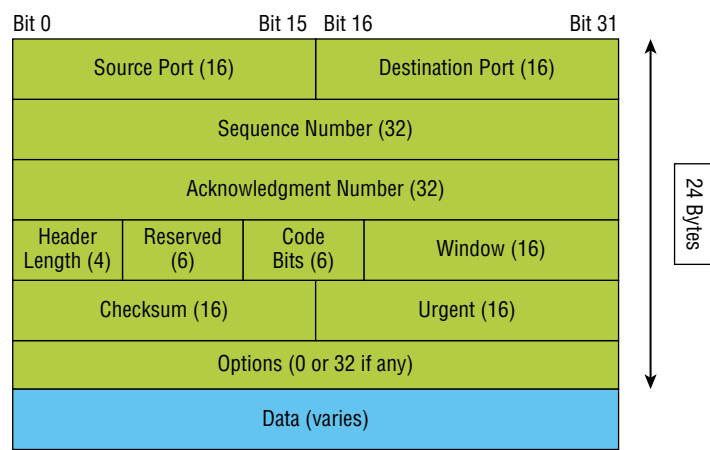 Bit 0 Bit 15 Bit 16 Bit 31
Source Port (16) Destination Port (16)
Sequence Number (32)
Acknowledgment Number (32)
Header
Length (4)
Reserved
(6)
Code
Bits (6)
Window (16)
Checksum (16) Urgent (16)
Options (0 or 32 if any)
Data (varies)
24 Bytes